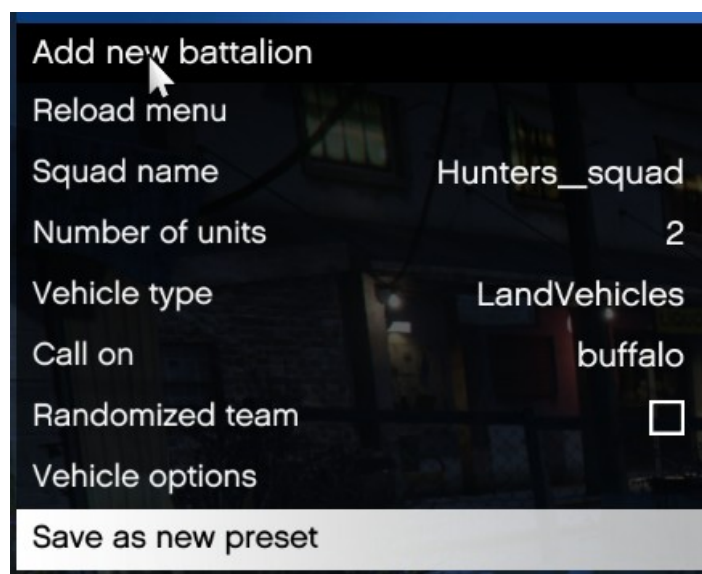 Add new battalion
Reload menu
Squad name Hunters__squad
Number of units 2
Vehicle type LandVehicles
Call on buffalo
Randomized team
Vehicle options
Save as new preset